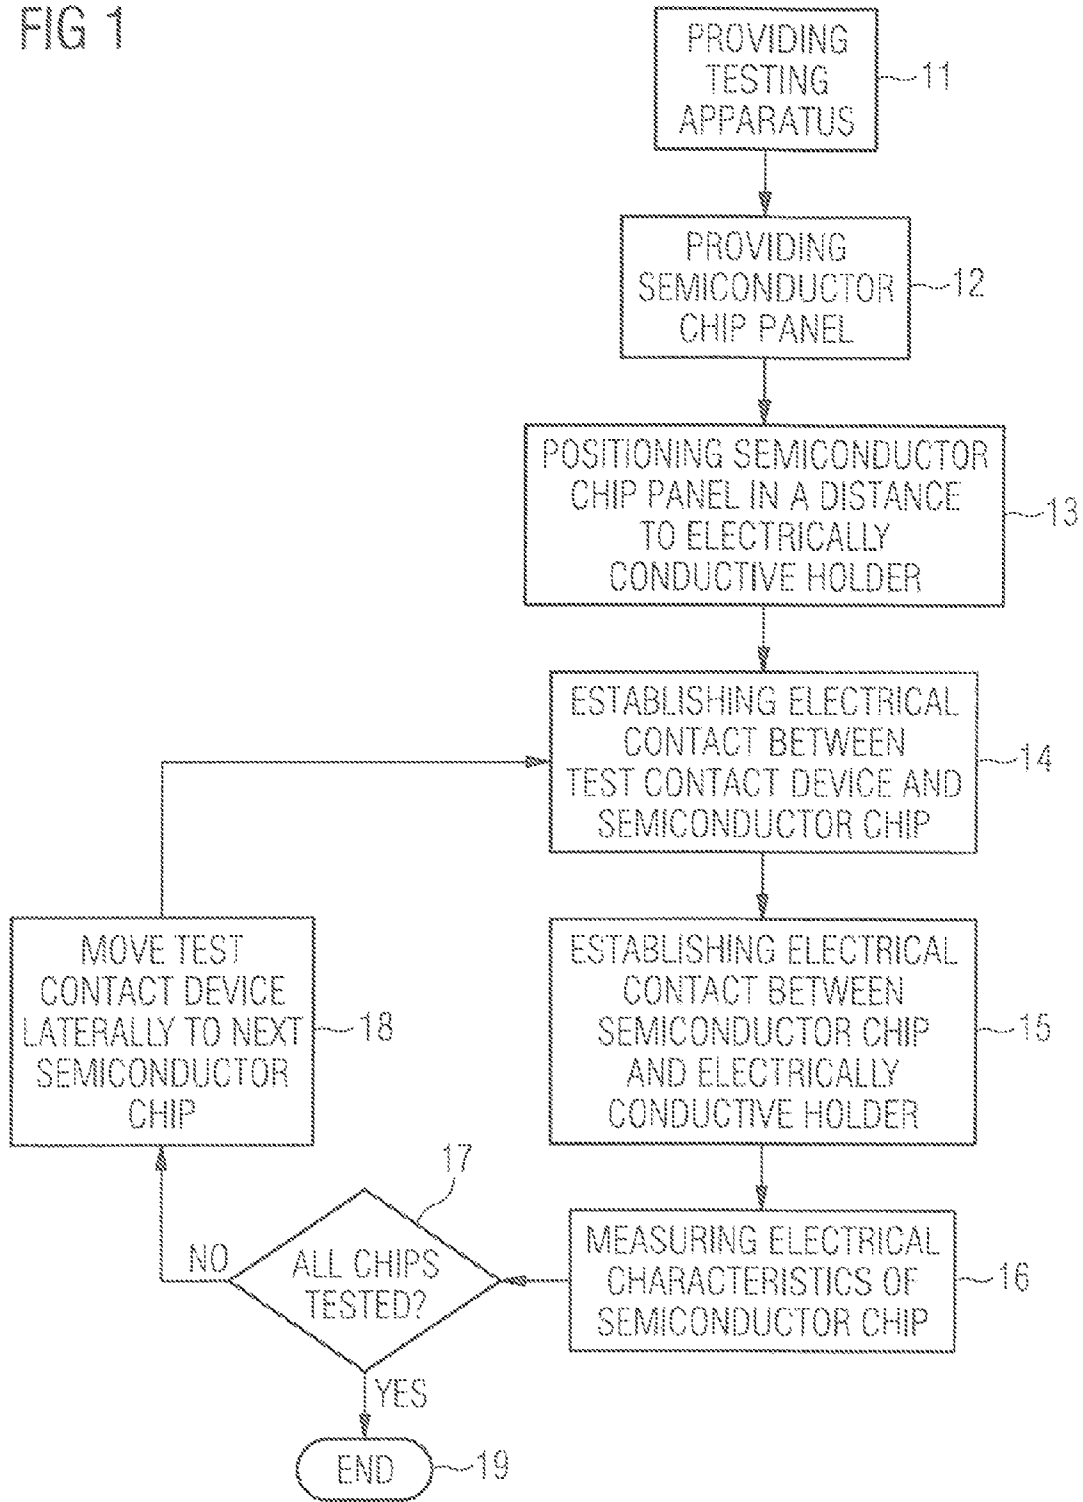 FIG 1
PROVIDING
TESTING
APPARATUS
11
PROVIDING
SEMICONDUCTOR
CHIP PANEL
12
POSITIONING SEMICONDUCTOR
CHIP PANEL IN A DISTANCE
TO ELECTRICALLY
CONDUCTIVE HOLDER
13
ESTABLISHING ELECTRICAL
CONTACT BETWEEN
TEST CONTACT DEVICE AND
SEMICONDUCTOR CHIP
14
ESTABLISHING ELECTRICAL
CONTACT BETWEEN
SEMICONDUCTOR CHIP
AND ELECTRICALLY
CONDUCTIVE HOLDER
15
MEASURING ELECTRICAL
CHARACTERISTICS OF
SEMICONDUCTOR CHIP
16
ALL CHIPS
TESTED?
17
NO
MOVE TEST
CONTACT DEVICE
LATERALLY TO NEXT
SEMICONDUCTOR
CHIP
18
YES
END
19